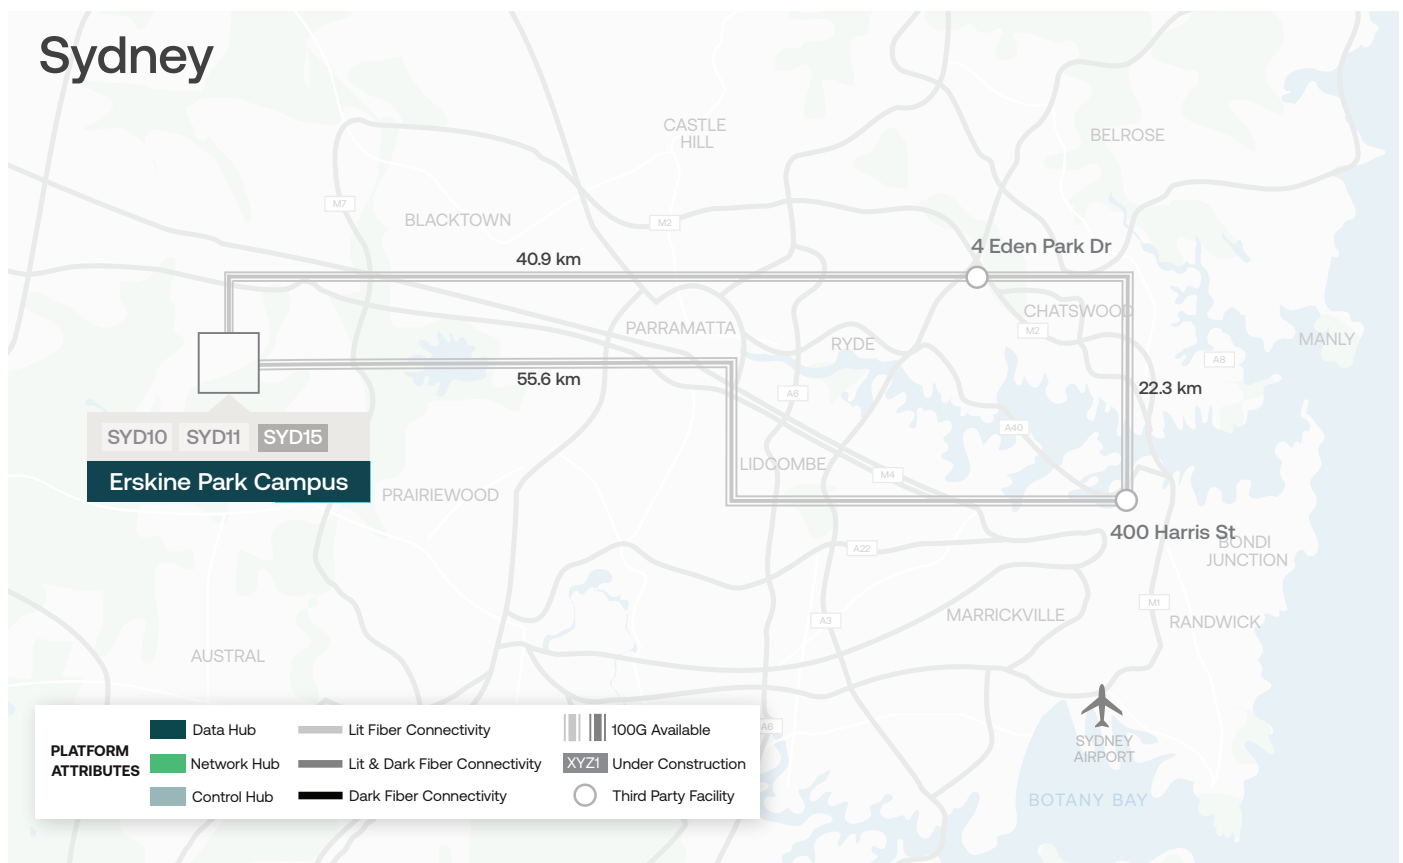 Sydney
CASTLE
HILL
BELROSE
M7
BLACKTOWN
M2
4 Eden Park Dr
40.9 km
CHATSWOOD
PARRAMATTA
M2
RYDE
MANLY
A8
55.6 km
22.3 km
A6
SYD10 SYD11 SYD15
A40
LIDCOMBE
M4
Erskine Park Campus
PRAIRIEWOOD
400 Harris St
BONDI
JUNCTION
A22
M1
MARRICKVILLE
RANDWICK
A3
AUSTRAL
PLATFORM
ATTRIBUTES
Data Hub
Network Hub
Control Hub
Lit Fiber Connectivity
Lit & Dark Fiber Connectivity
Dark Fiber Connectivity
100G Available
XYZ1 Under Construction
Third Party Facility
A6
SYDNEY
AIRPORT
BOTANY BAY